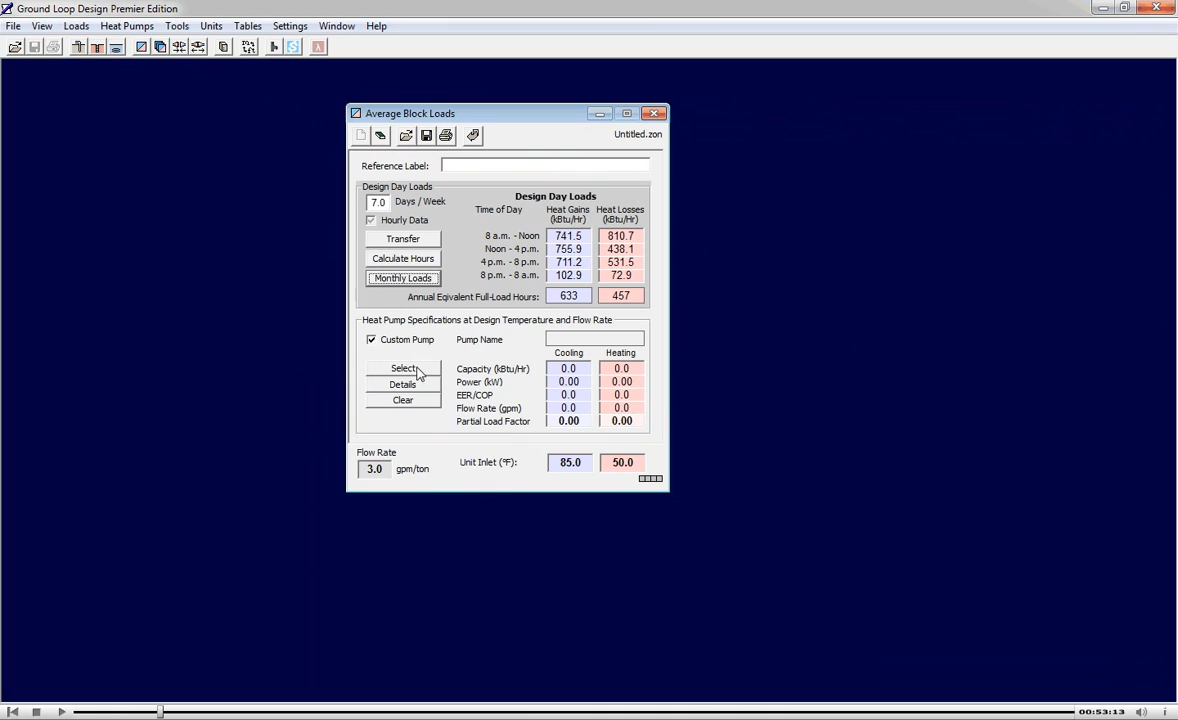 Ground Loop Design Premier Edition
File View Loads Heat Pumps Tools Units Tables Settings Window Help
Average Block Loads
Untitled.zon
Reference Label:
Design Day Loads
7.0 Days / Week
Hourly Data
Transfer
Calculate Hours
Monthly Loads
Design Day Loads
Time of Day Heat Gains (kBtu/Hr) Heat Losses (kBtu/Hr)
8 a.m. - Noon 741.5 810.7
Noon - 4 p.m. 755.9 438.1
4 p.m. - 8 p.m. 711.2 531.5
8 p.m. - 8 a.m. 102.9 72.9
Annual Eqivalent Full-Load Hours: 633 457
Heat Pump Specifications at Design Temperature and Flow Rate
Custom Pump Pump Name
Cooling Heating
Select
Details
Clear
Capacity (kBtu/Hr) 0.0 0.0
Power (kW) 0.00 0.00
EER/COP 0.0 0.0
Flow Rate (gpm) 0.0 0.0
Partial Load Factor 0.00 0.00
Flow Rate
3.0 gpm/ton
Unit Inlet (°F): 85.0 50.0
00:53:13